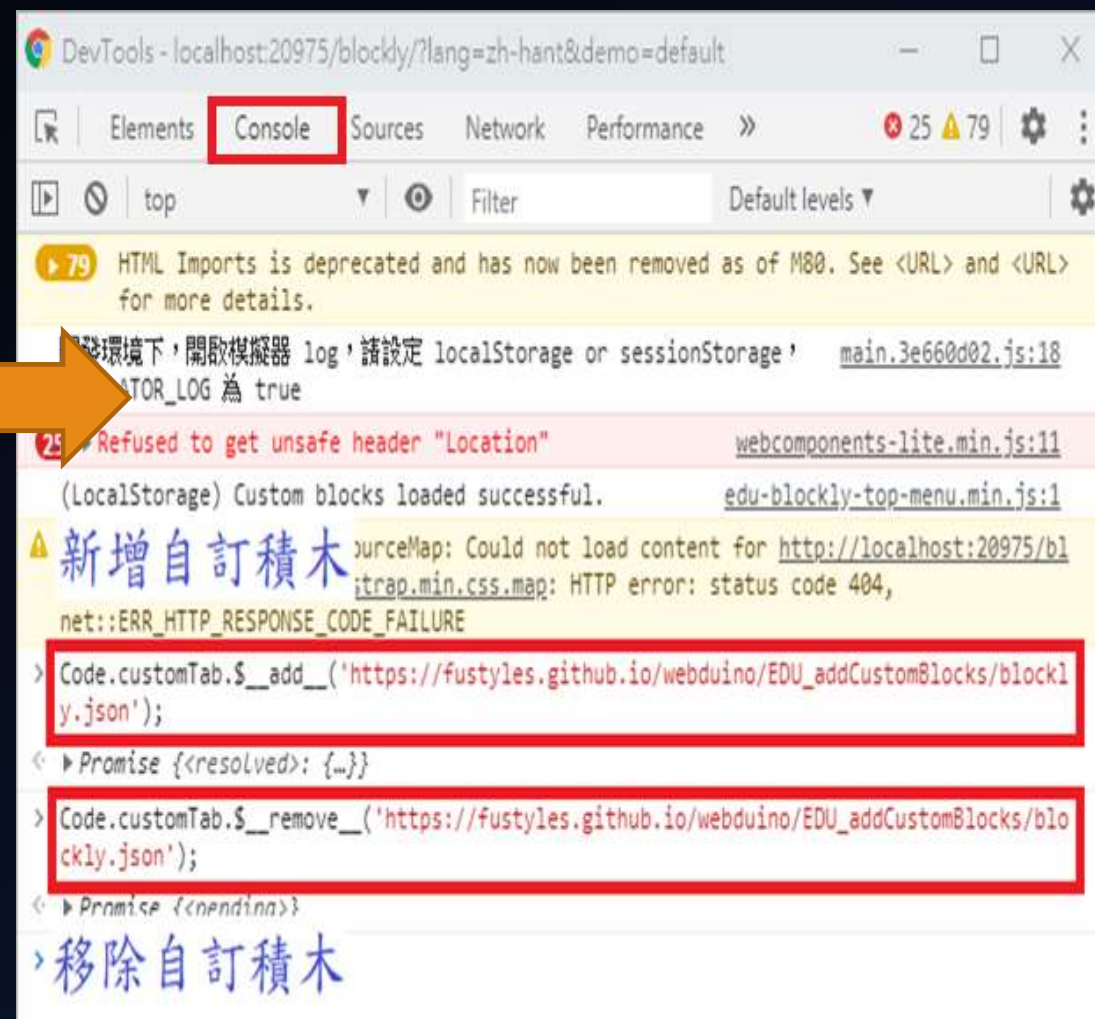 DevTools - localhost:20975/blockly/?lang=zh-hant&demo=default
Elements Console Sources Network Performance » 25 79
top Filter Default levels
79 HTML Imports is deprecated and has now been removed as of M80. See <URL> and <URL>
for more details.
發環境下，開啟模擬器 log，請設定 localStorage or sessionStorage， main.3e660d02.js:18
ATOR_LOG 為 true
25 Refused to get unsafe header "Location" webcomponents-lite.min.js:11
(LocalStorage) Custom blocks loaded successful. edu-blockly-top-menu.min.js:1
新增自訂積木
ourceMap: Could not load content for http://localhost:20975/bl
strap.min.css.map: HTTP error: status code 404,
net::ERR_HTTP_RESPONSE_CODE_FAILURE
> Code.customTab.$__add__('https://fustyles.github.io/webduino/EDU_addCustomBlocks/blockl
y.json');
Promise {<resolved>: {…}}
> Code.customTab.$__remove__('https://fustyles.github.io/webduino/EDU_addCustomBlocks/blo
ckly.json');
Promise {<pending>}
>
移除自訂積木